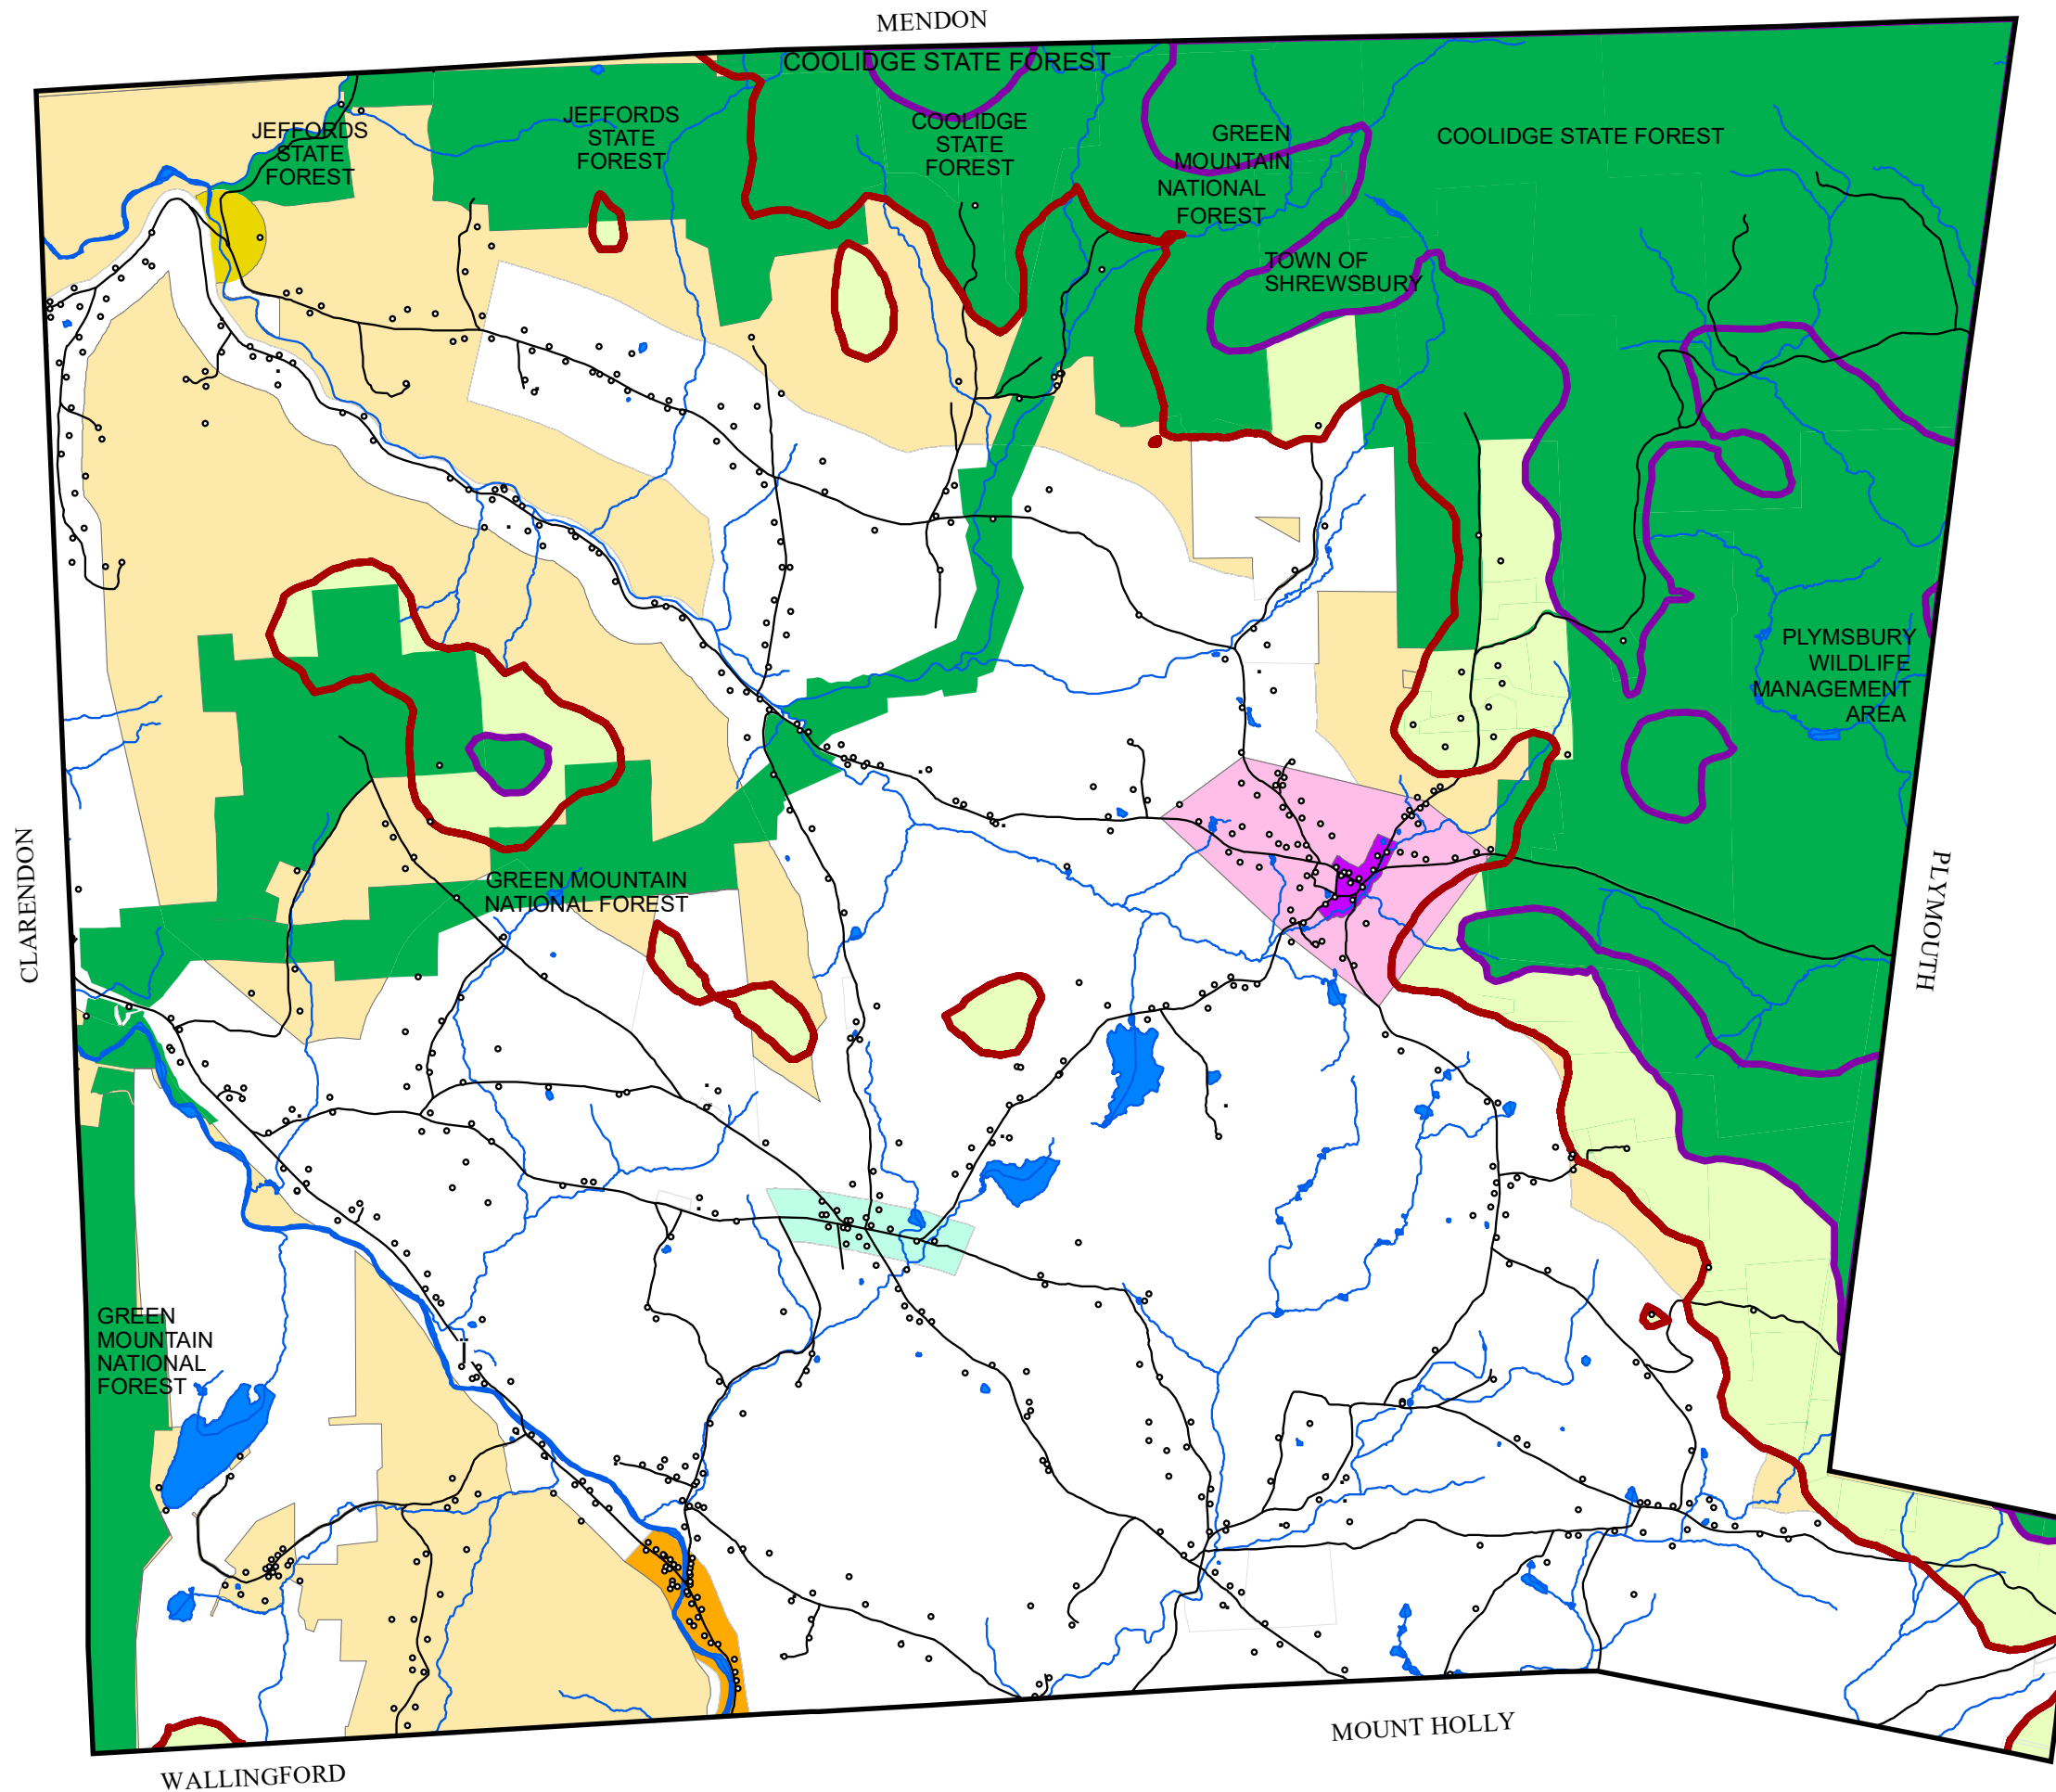 MENDON
COOLIDGE STATE FOREST
JEFFORDS
STATE
FOREST
JEFFORDS
STATE
FOREST
COOLIDGE
STATE
FOREST
GREEN
MOUNTAIN
NATIONAL
FOREST
COOLIDGE STATE FOREST
TOWN OF
SHREWSBURY
PLYMSBURY
WILDLIFE
MANAGEMENT
AREA
CLARENDON
GREEN MOUNTAIN
NATIONAL FOREST
PLYMOUTH
GREEN
MOUNTAIN
NATIONAL
FOREST
ï
MOUNT HOLLY
WALLINGFORD